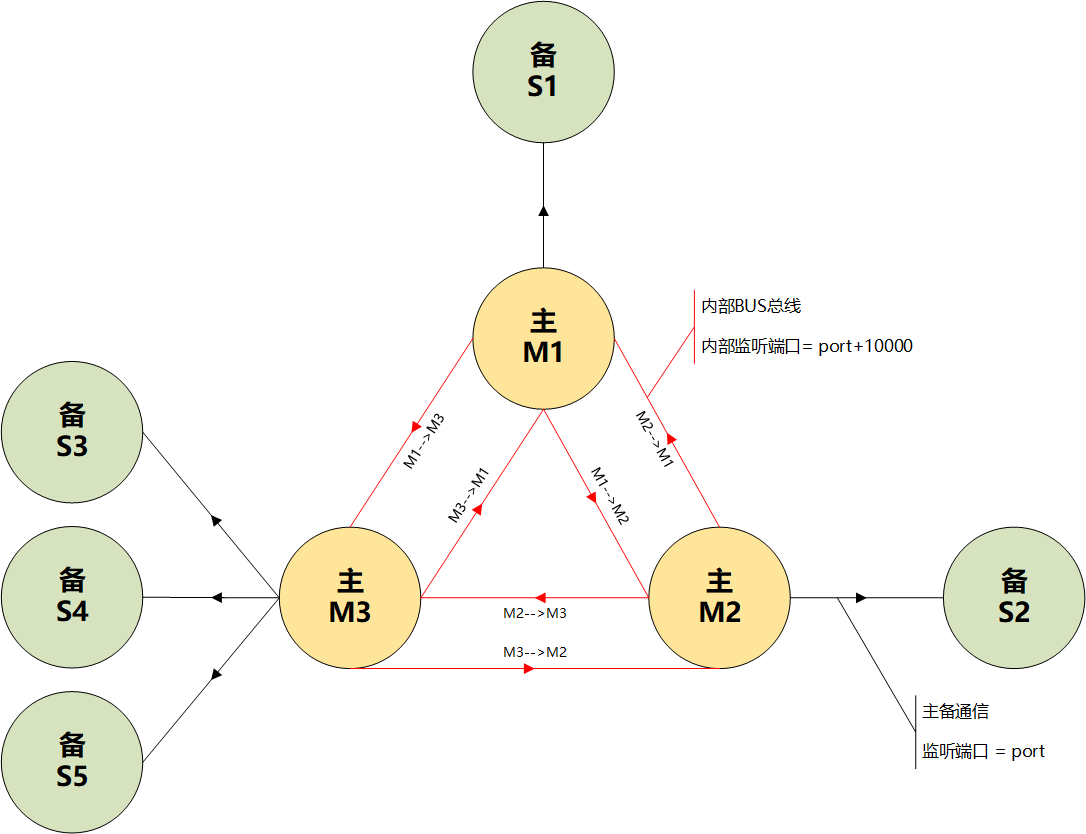 备
S1
主
M1
内部BUS总线
内部监听端口= port+10000
M1-->M3
M2-->M1
M3-->M1
M1-->M2
备
S3
备
S4
备
S5
主
M3
主
M2
备
S2
M2-->M3
M3-->M2
主备通信
监听端口 = port